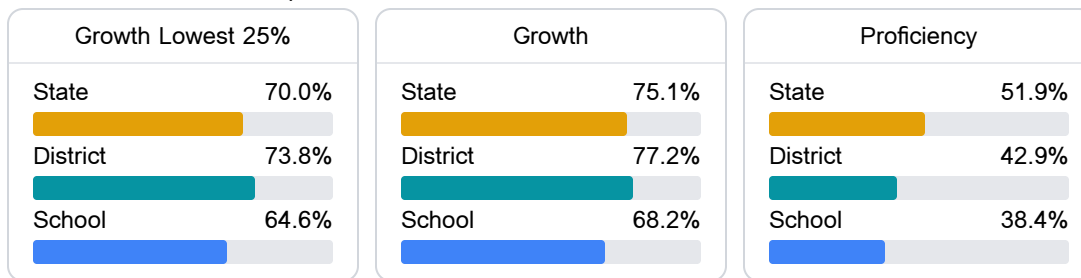 Growth Lowest 25%
State 70.0%
District 73.8%
School 64.6%
Growth
State 75.1%
District 77.2%
School 68.2%
Proficiency
State 51.9%
District 42.9%
School 38.4%